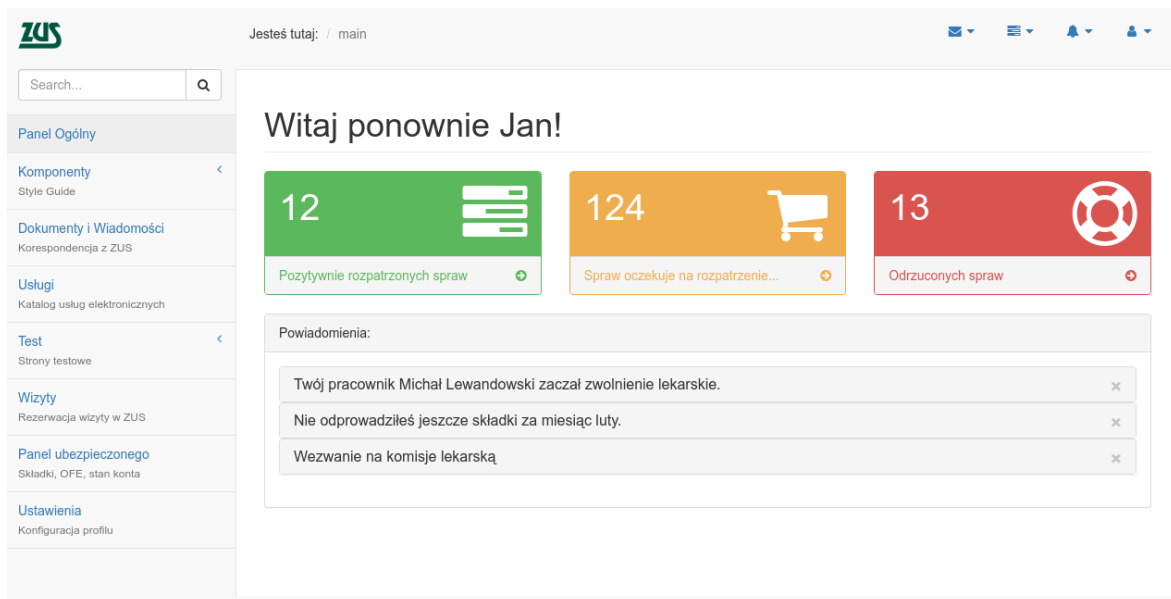 ZUS
Jesteś tutaj: / main
Search...
Panel Ogólny
Komponenty
Style Guide
Dokumenty i Wiadomości
Korespondencja z ZUS
Usługi
Katalog usług elektronicznych
Test
Strony testowe
Wizyty
Rezerwacja wizyty w ZUS
Panel ubezpieczonego
Składki, OFE, stan konta
Ustawienia
Konfiguracja profilu
Witaj ponownie Jan!
12
Pozytywnie rozpatrzonych spraw
124
Spraw oczekuje na rozpatrzenie...
13
Odrzuconych spraw
Powiadomienia:
Twój pracownik Michał Lewandowski zaczał zwolnienie lekarskie.
Nie odprowadziłeś jeszcze składki za miesiąc luty.
Wezwanie na komisje lekarską